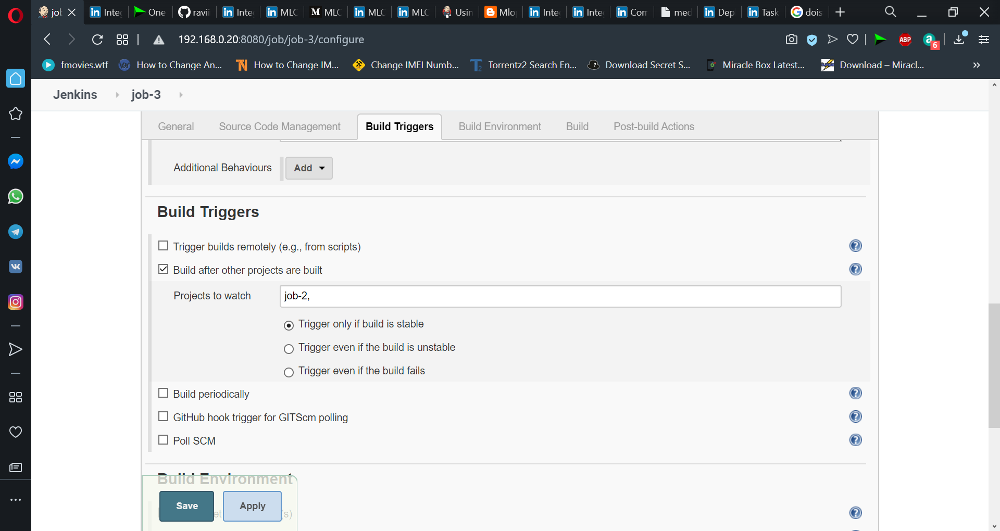 jol
Inte
One
ravii
Inte
MLC
M MLC
MLC
MLC
Usin
Mlo
Inte
Inte
Com
med
Dep
Task
dois
192.168.0.20:8080/job/job-3/configure
ABP
a 6
fmovies.wtf
How to Change An...
How to Change IM...
Change IMEI Numb...
Torrentz2 Search En...
Download Secret S...
Miracle Box Latest...
Download – Miracl...
Jenkins
job-3
General
Source Code Management
Build Triggers
Build Environment
Build
Post-build Actions
Additional Behaviours
Add
Build Triggers
Trigger builds remotely (e.g., from scripts)
Build after other projects are built
Projects to watch
job-2,
Trigger only if build is stable
Trigger even if the build is unstable
Trigger even if the build fails
Build periodically
GitHub hook trigger for GITScm polling
Poll SCM
Build Environment
Save
Apply
et
(s)